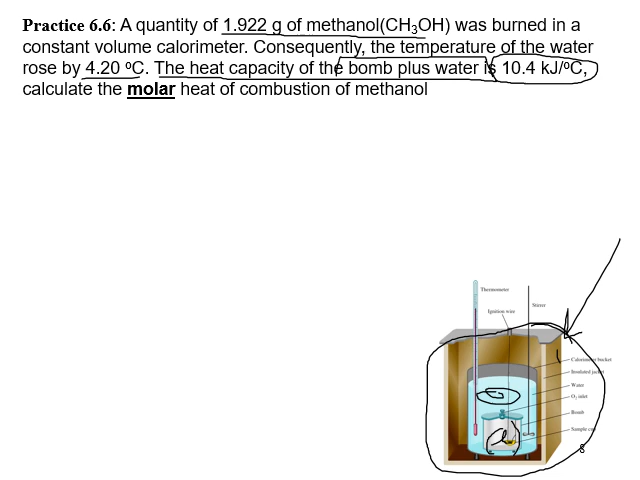 Practice 6.6: A quantity of 1.922 g of methanol(CH₃OH) was burned in a
constant volume calorimeter. Consequently, the temperature of the water
rose by 4.20 ºC. The heat capacity of the bomb plus water is 10.4 kJ/ºC,
calculate the molar heat of combustion of methanol
Thermometer
Stirrer
Ignition wire
Calorimeter bucket
Insulated jacket
Water
O₂ inlet
Bomb
Sample
8